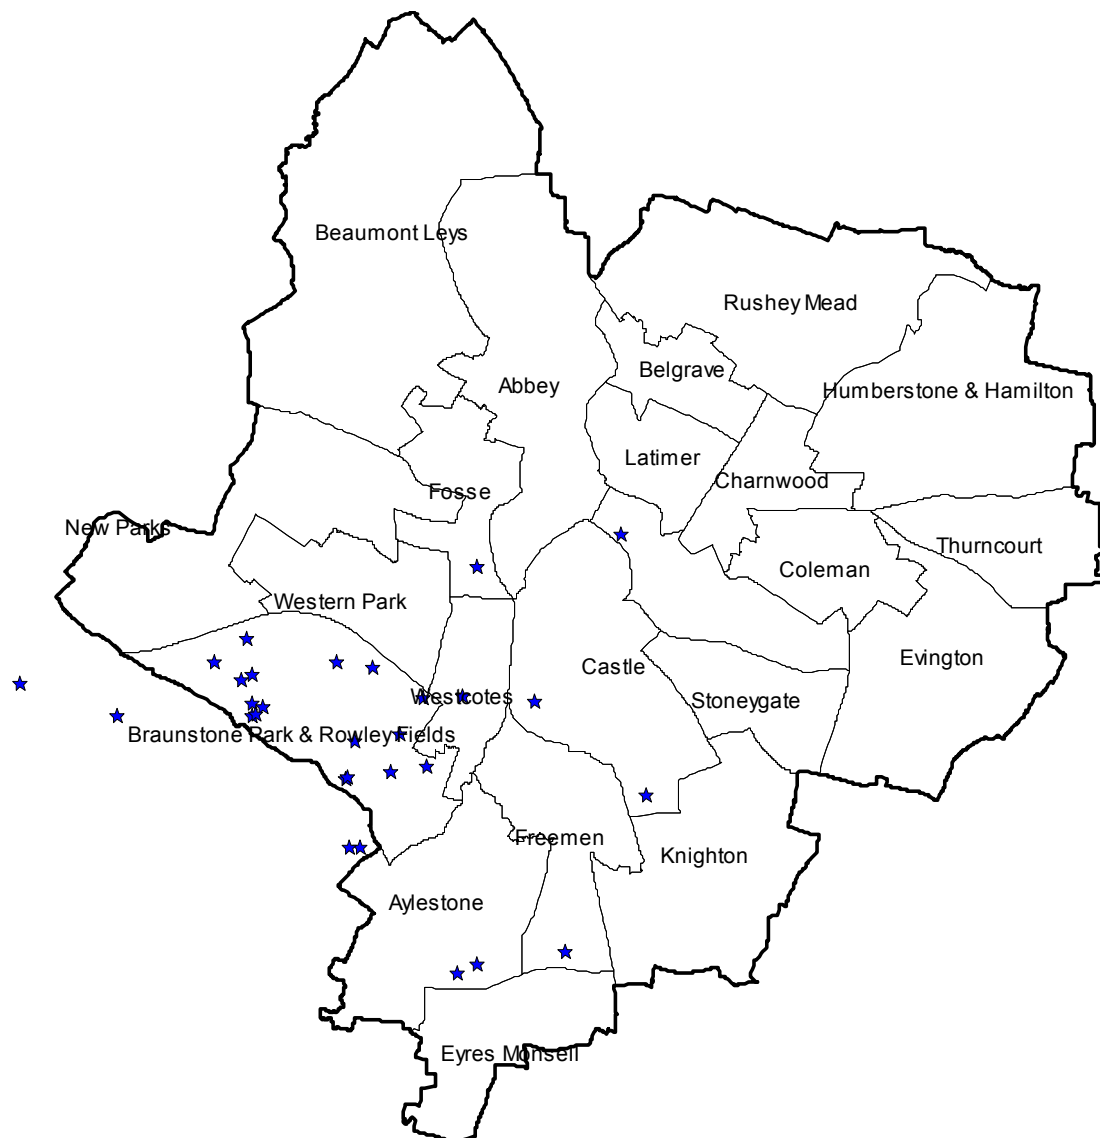 Beaumont Leys
Rushey Mead
Belgrave
Abbey
Humberstone & Hamilton
Latimer
Charnwood
Fosse
New Parks
Thurncourt
Coleman
Western Park
Evington
Castle
Westcotes
Stoneygate
Braunstone Park & Rowley Fields
Freemen
Knighton
Aylestone
Eyres Monsell